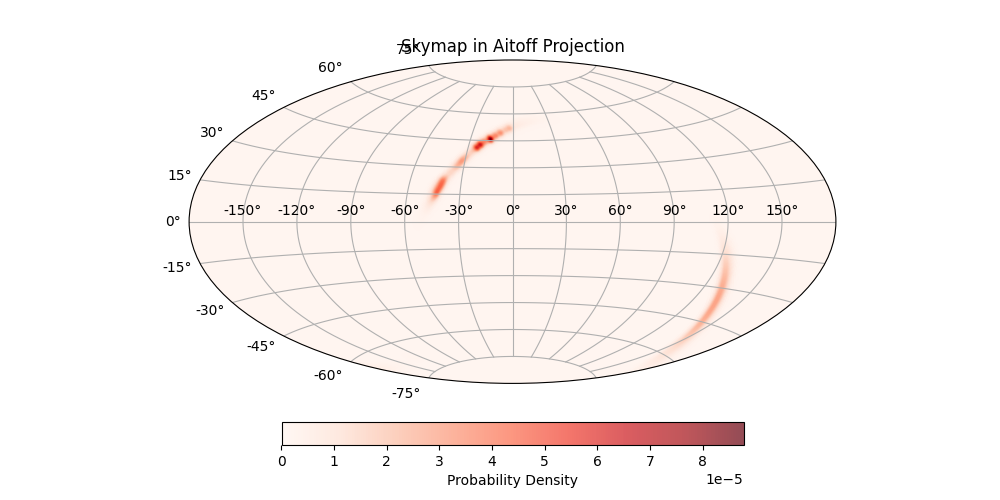 Skymap in Aitoff Projection
75°
60°
45°
30°
15°
-150° -120° -90° -60° -30° 0° 30° 60° 90° 120° 150°
0°
-15°
-30°
-45°
-60°
-75°
0 1 2 3 4 5 6 7 8
1e−5
Probability Density